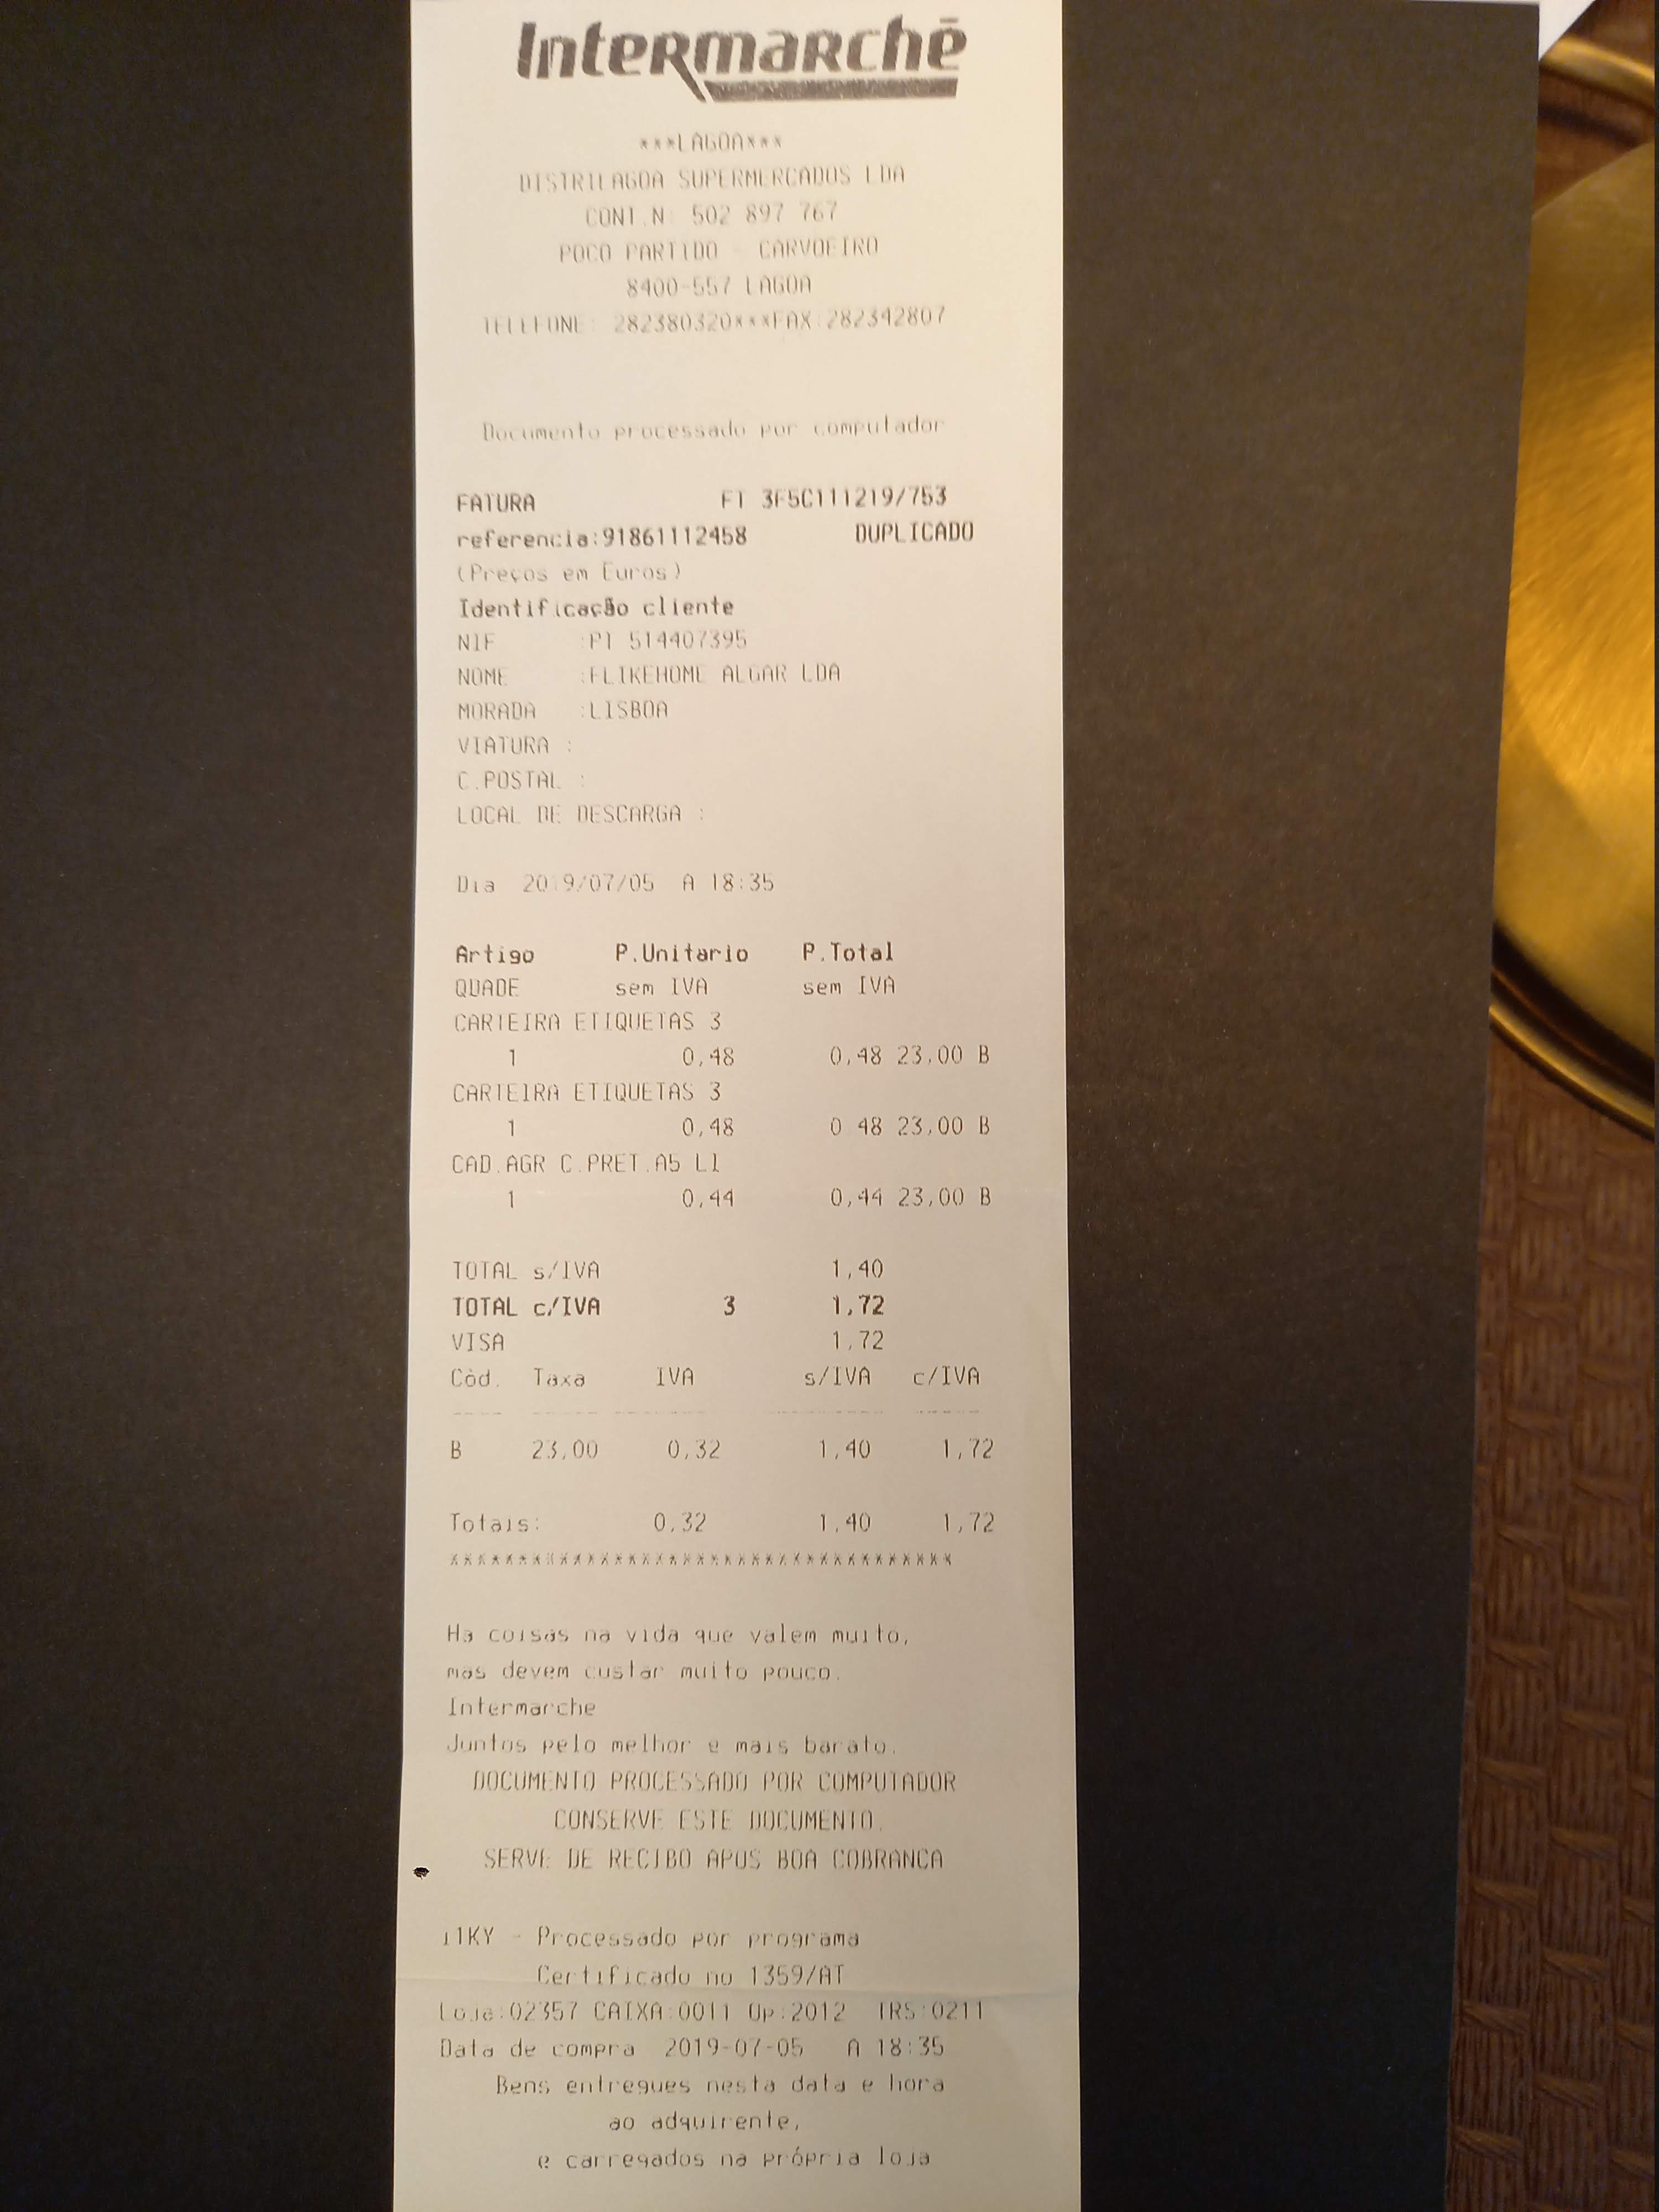 Intermarchē
***LAGOA***
DISTRILAGOA SUPERMERCADOS LDA
CONT.N: 502 897 767
POCO PARTIDO - CARVOEIRO
8400-557 LAGOA
TELEFONE: 282380320***FAX:282342807
Documento processado por computador
FATURA FT 3F5C111219/753
referencia:91861112458 DUPLICADO
(Preços em Euros)
Identificação cliente
NIF :PT 514407395
NOME :FLIKEHOME ALGAR LDA
MORADA :LISBOA
VIATURA :
C.POSTAL :
LOCAL DE DESCARGA :
Dia 2019/07/05 A 18:35
Artigo P.Unitario P.Total
QUADE sem IVA sem IVA
CARTEIRA ETIQUETAS 3
1 0,48 0,48 23,00 B
CARTEIRA ETIQUETAS 3
1 0,48 0 48 23,00 B
CAD.AGR C.PRET.A5 L1
1 0,44 0,44 23,00 B
TOTAL s/IVA 1,40
TOTAL c/IVA 3 1,72
VISA 1,72
Cód. Taxa IVA s/IVA c/IVA
B 23,00 0,32 1,40 1,72
Totais: 0,32 1,40 1,72
*************************************
Ha coisas na vida que valem muito,
mas devem custar muito pouco.
Intermarche
Juntos pelo melhor e mais barato.
DOCUMENTO PROCESSADO POR COMPUTADOR
CONSERVE ESTE DOCUMENTO.
SERVE DE RECIBO APOS BOA COBRANCA
i1KY - Processado por programa
Certificado no 1359/AT
Loja:02357 CAIXA:0011 Op:2012 TRS:0211
Data de compra 2019-07-05 A 18:35
Bens entregues nesta data e hora
ao adquirente,
e carregados na própria loja